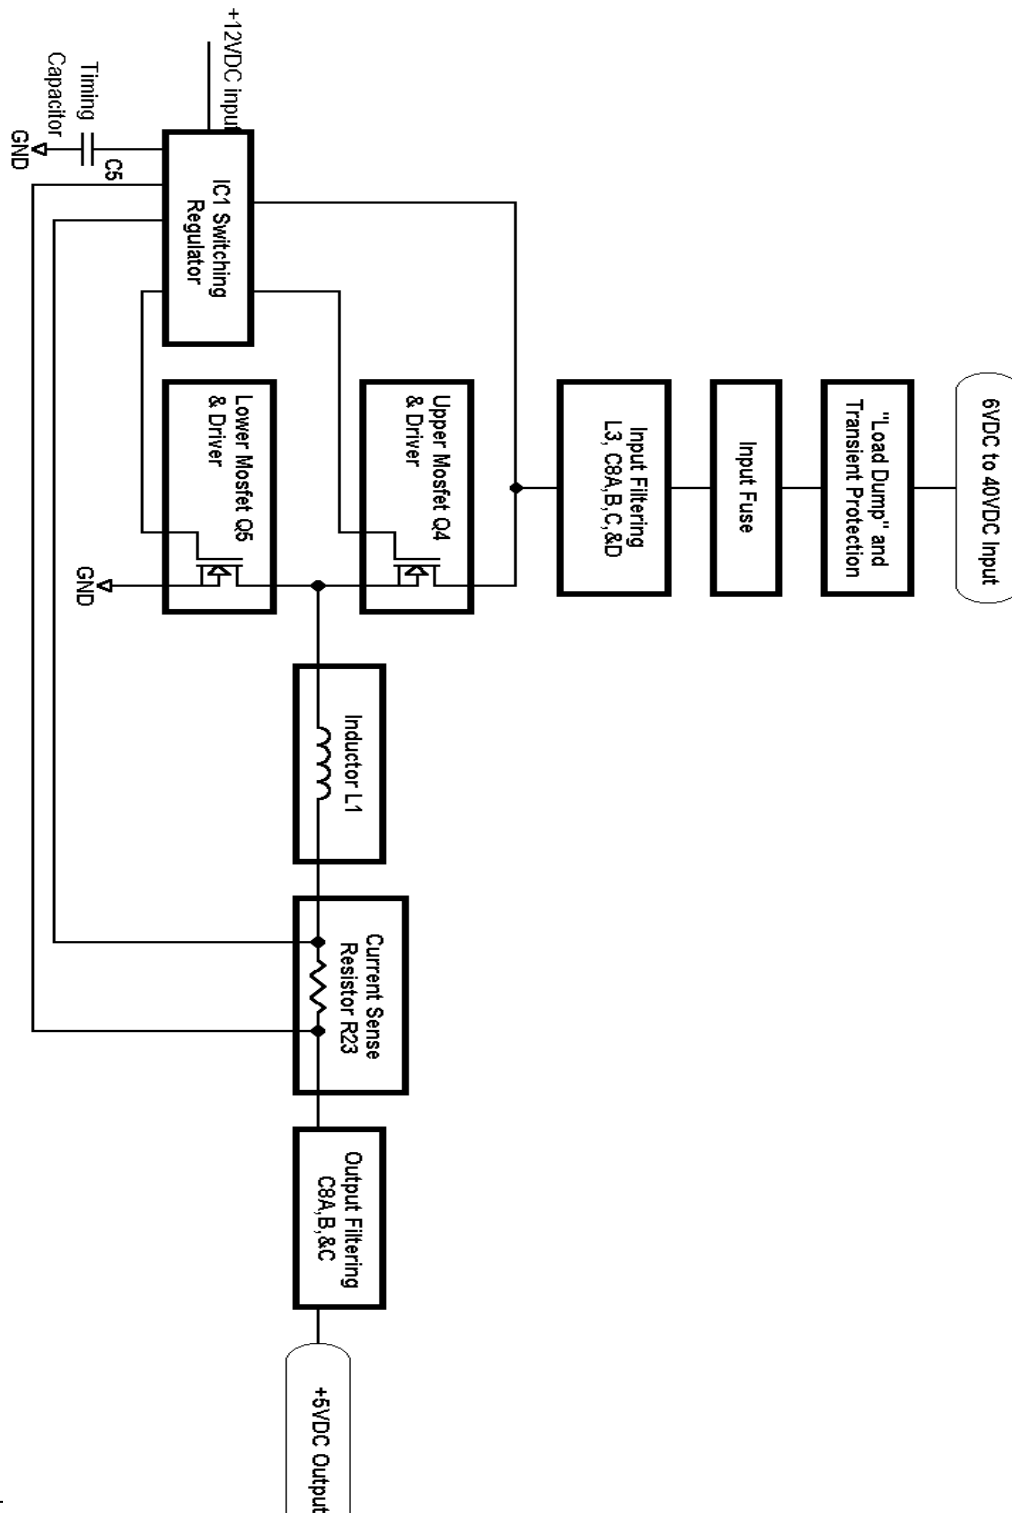 6VDC to 40VDC Input
"Load Dump" and
Transient Protection
Input Fuse
Input Filtering
L3, C8A,B,C,&D
+12VDC input
IC1 Switching
Regulator
Timing
Capacitor
C5
GND
Upper Mosfet Q4
& Driver
Lower Mosfet Q5
& Driver
GND
Inductor L1
Current Sense
Resistor R23
Output Filtering
C8A,B,&C
+5VDC Output